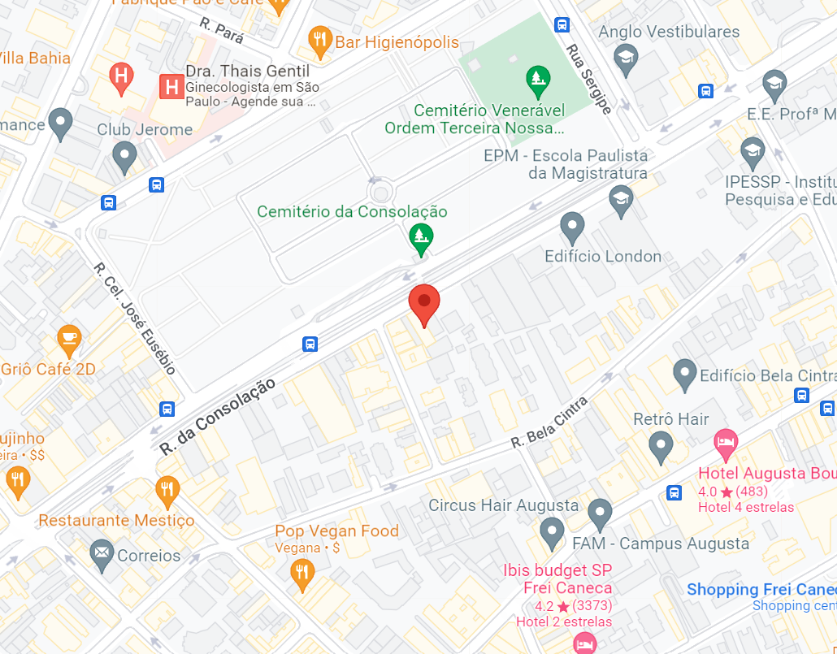 Fabrique Pão e Café
R. Pará
Bar Higienópolis
Anglo Vestibulares
Villa Bahia
Dra. Thais Gentil
Ginecologista em São
Paulo - Agende sua ...
Rua Sergipe
Cemitério Venerável
Ordem Terceira Nossa...
E.E. Profª M
mance
Club Jerome
EPM - Escola Paulista
da Magistratura
IPESSP - Institu
Pesquisa e Edu
Cemitério da Consolação
Edifício London
R. Cel. José Eusébio
Griô Café 2D
R. da Consolação
Edifício Bela Cintra
R. Bela Cintra
Retrô Hair
ujinho
eira • $$
Hotel Augusta Bou
4.0 ★ (483)
Hotel 4 estrelas
Restaurante Mestiço
Circus Hair Augusta
Pop Vegan Food
Vegana • $
FAM - Campus Augusta
Correios
Ibis budget SP
Frei Caneca
4.2 ★ (3373)
Hotel 2 estrelas
Shopping Frei Cane
Shopping cent